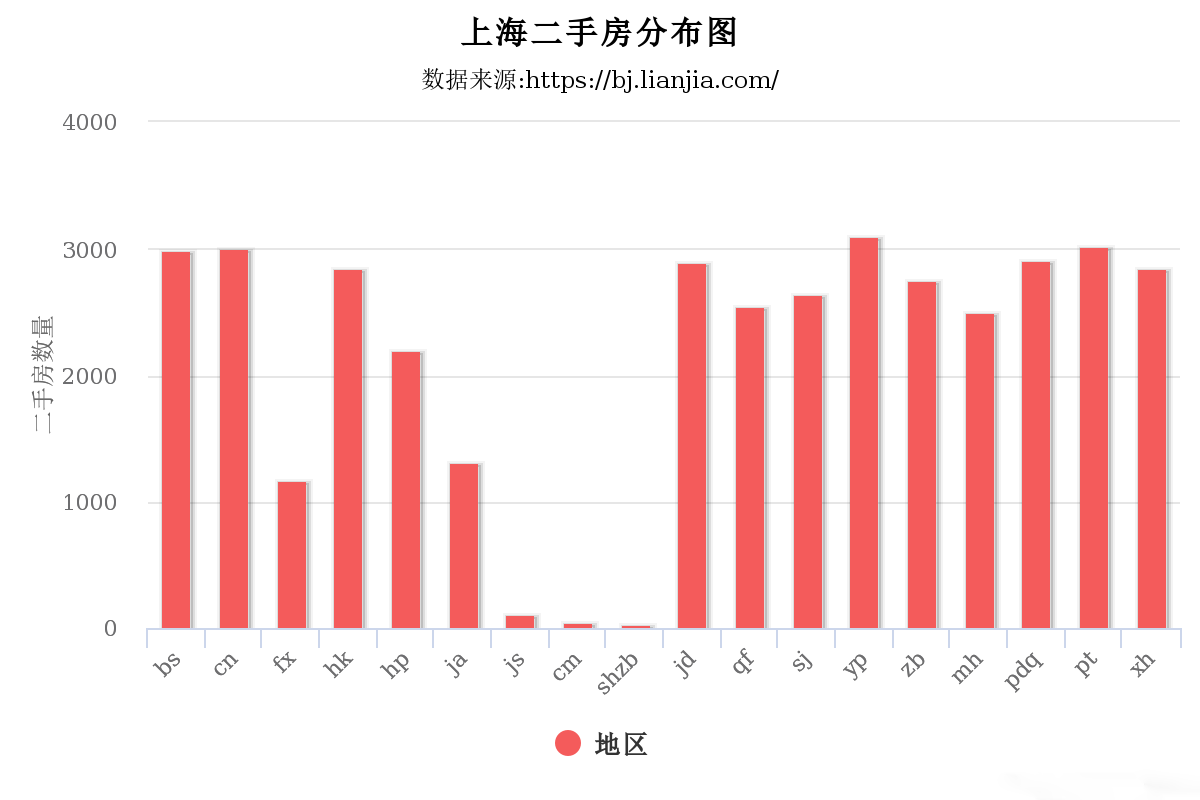 上海二手房分布图
数据来源:https://bj.lianjia.com/
二手房数量
4000
3000
2000
1000
0
bs cn fx hk hp ja js cm shzb jd qf sj yp zb mh pdq pt xh
地区